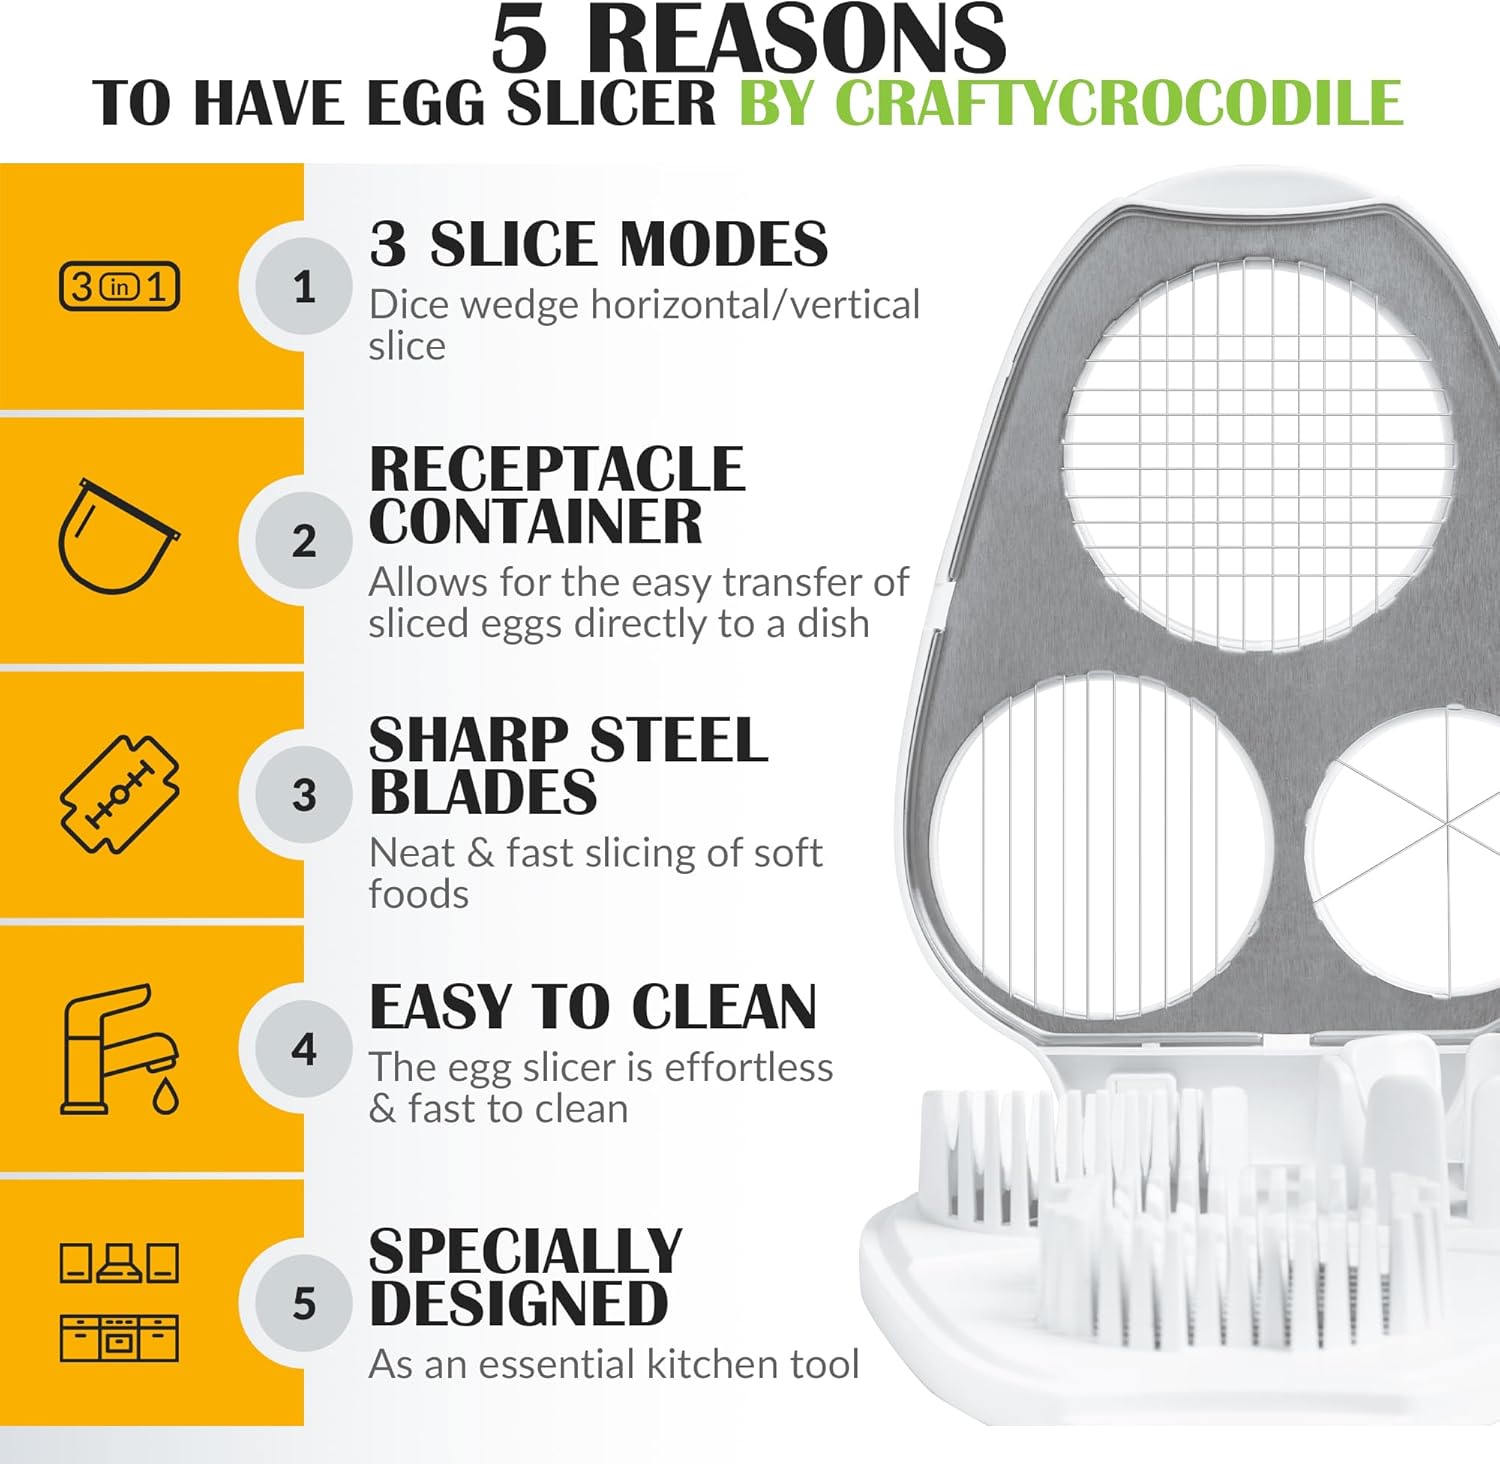 5 REASONS
TO HAVE EGG SLICER BY CRAFTYCROCODILE
3 in 1
1
3 SLICE MODES
Dice wedge horizontal/vertical
slice
2
RECEPTACLE
CONTAINER
Allows for the easy transfer of
sliced eggs directly to a dish
3
SHARP STEEL
BLADES
Neat & fast slicing of soft
foods
4
EASY TO CLEAN
The egg slicer is effortless
& fast to clean
5
SPECIALLY
DESIGNED
As an essential kitchen tool